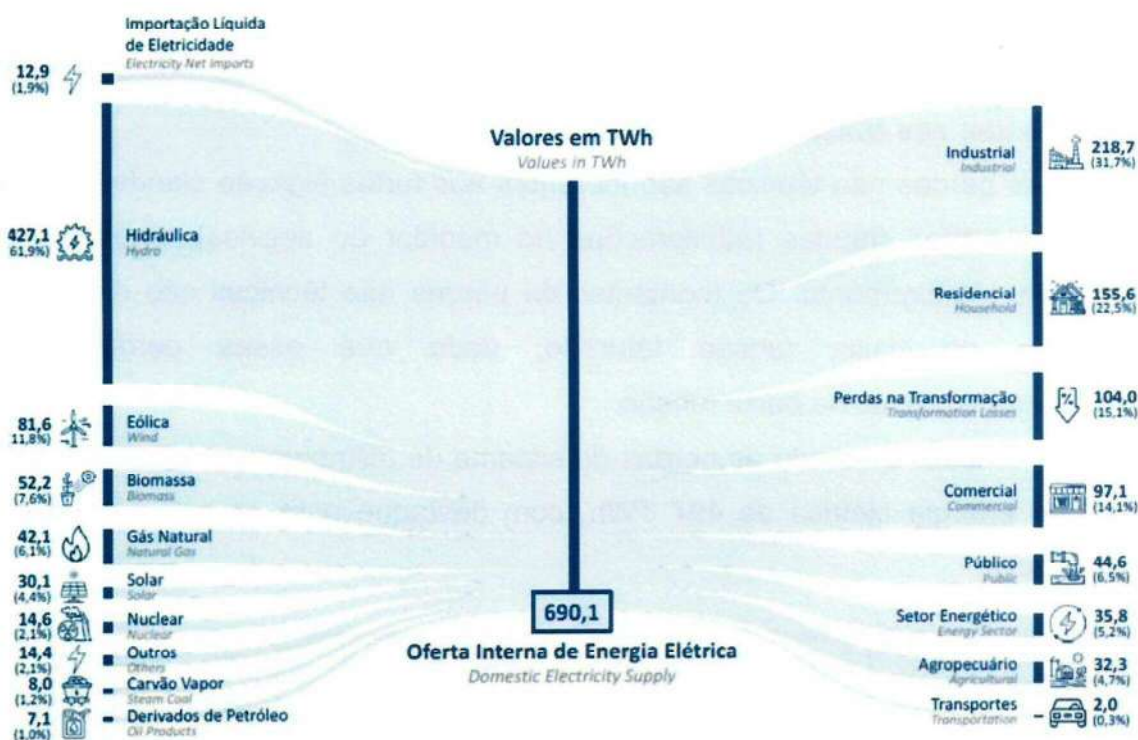 Importação Líquida
de Eletricidade
Electricity Net Imports
12,9
(1,9%)
427,1
61,9%)
Hidráulica
Hydro
81,6
11,8%)
Eólica
Wind
52,2
(7,6%)
Biomassa
Biomass
42,1
(6,1%)
Gás Natural
Natural Gas
30,1
(4,4%)
Solar
Solar
14,6
(2,1%)
Nuclear
Nuclear
14,4
(2,1%)
Outros
Others
8,0
(1,2%)
Carvão Vapor
Steam Coal
7,1
(1,0%)
Derivados de Petróleo
Oil Products
Valores em TWh
Values in TWh
690,1
Oferta Interna de Energia Elétrica
Domestic Electricity Supply
Industrial
Industrial
218,7
(31,7%)
Residencial
Household
155,6
(22,5%)
Perdas na Transformação
Transformation Losses
104,0
(15,1%)
Comercial
Commercial
97,1
(14,1%)
Público
Public
44,6
(6,5%)
Setor Energético
Energy Sector
35,8
(5,2%)
Agropecuário
Agricultural
32,3
(4,7%)
Transportes
Transportation
2,0
(0,3%)